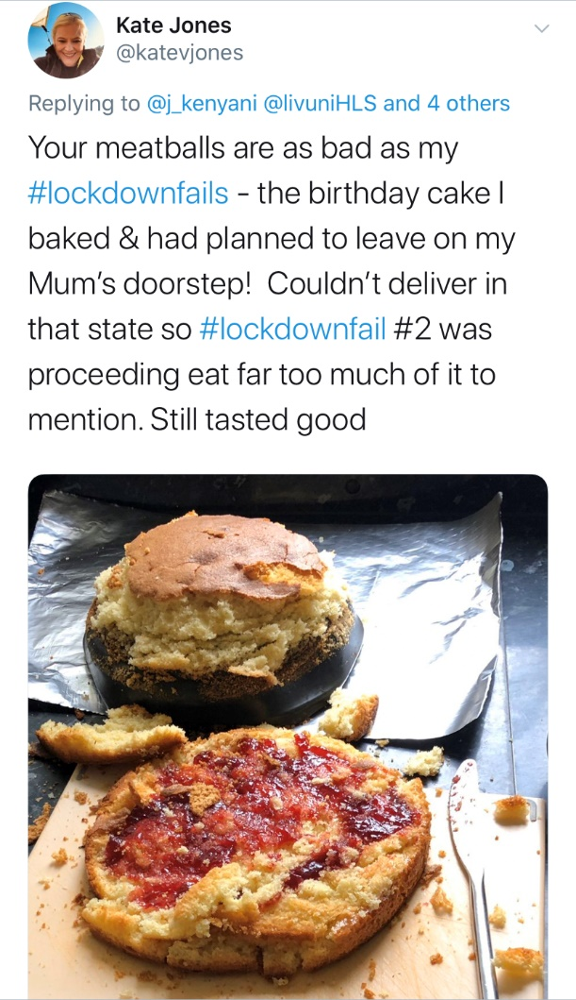 Kate Jones
@katevjones
Replying to @j_kenyani @livuniHLS and 4 others
Your meatballs are as bad as my
#lockdownfails - the birthday cake I
baked & had planned to leave on my
Mum’s doorstep!  Couldn’t deliver in
that state so #lockdownfail #2 was
proceeding eat far too much of it to
mention. Still tasted good